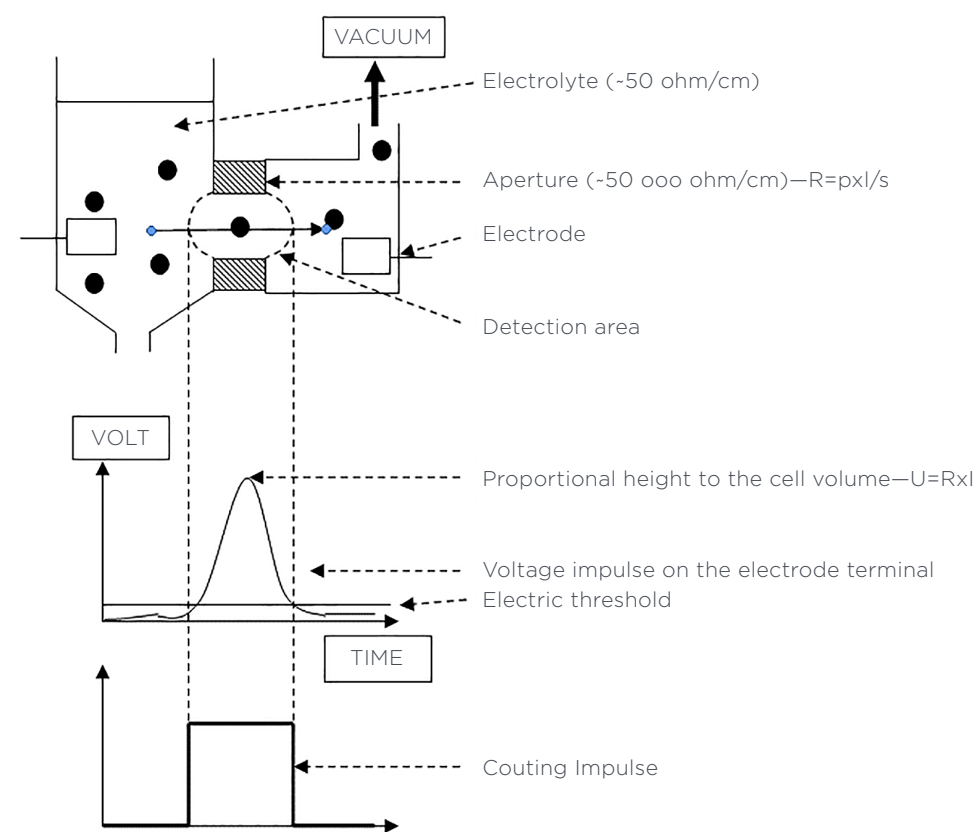 VACUUM
Electrolyte (~50 ohm/cm)
Aperture (~50 ooo ohm/cm)—R=pxl/s
Electrode
Detection area
VOLT
Proportional height to the cell volume—U=RxI
Voltage impulse on the electrode terminal
Electric threshold
TIME
Couting Impulse